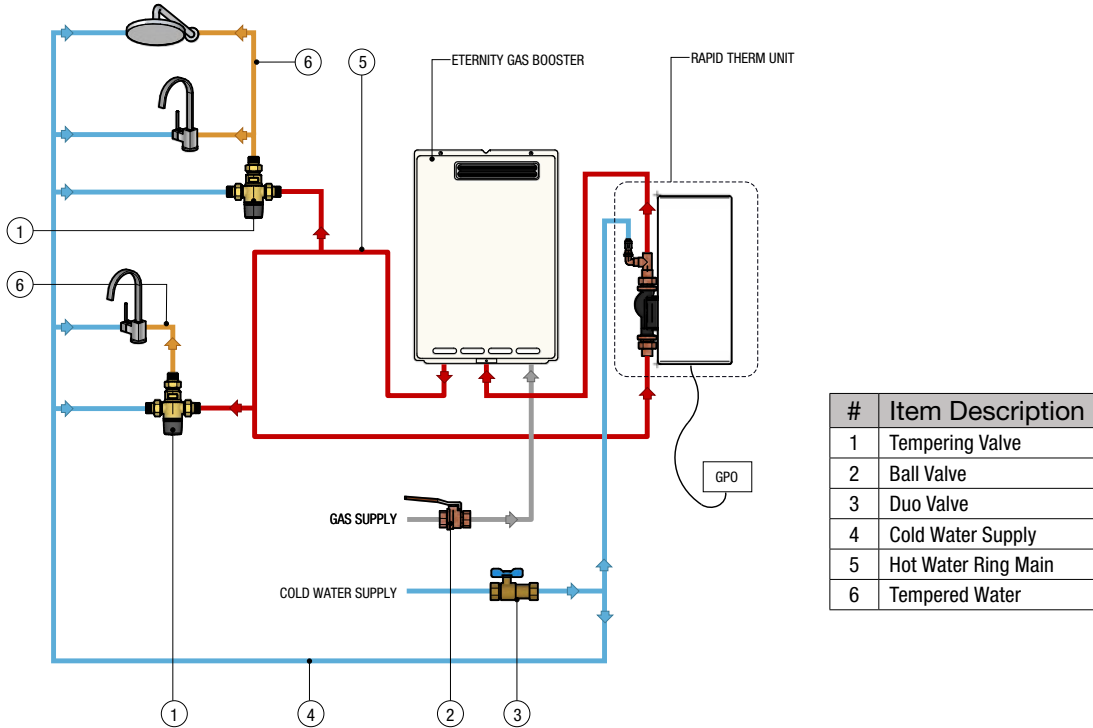 6
5
ETERNITY GAS BOOSTER
RAPID THERM UNIT
1
6
# Item Description
1 Tempering Valve
2 Ball Valve
3 Duo Valve
4 Cold Water Supply
5 Hot Water Ring Main
6 Tempered Water
GPO
GAS SUPPLY
COLD WATER SUPPLY
1
4
2
3